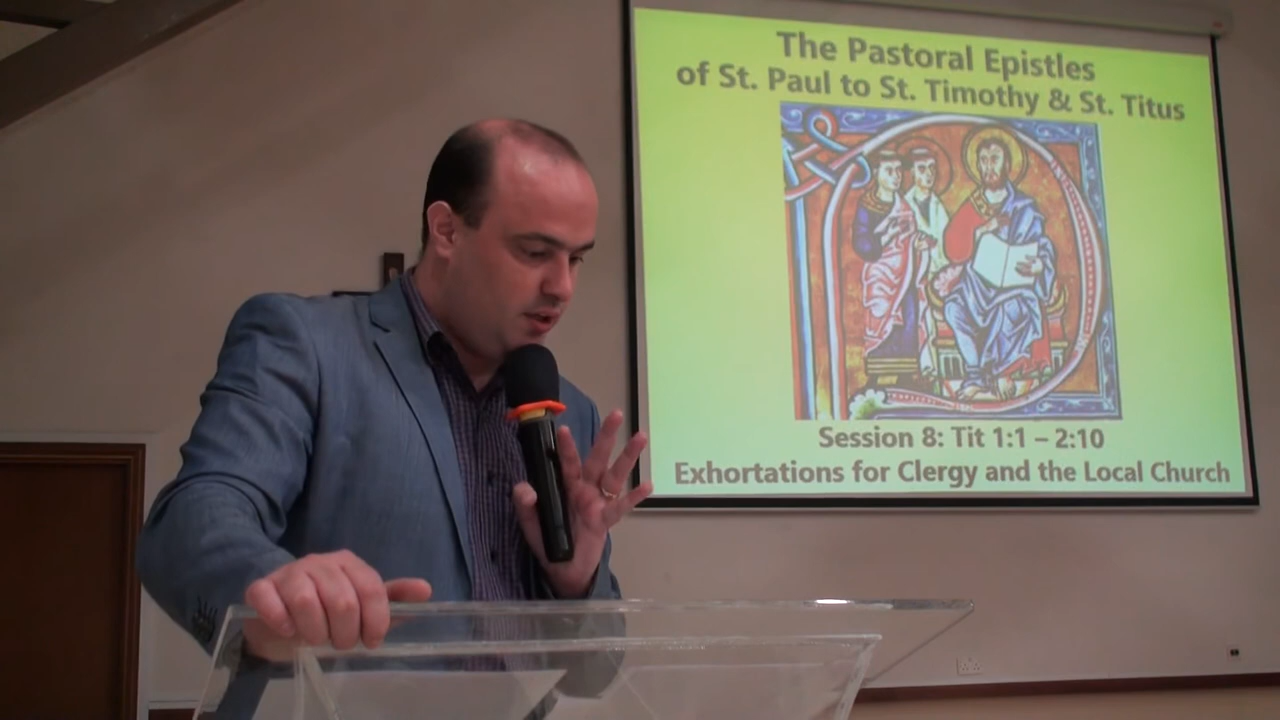 The Pastoral Epistles
of St. Paul to St. Timothy & St. Titus
Session 8: Tit 1:1 – 2:10
Exhortations for Clergy and the Local Church